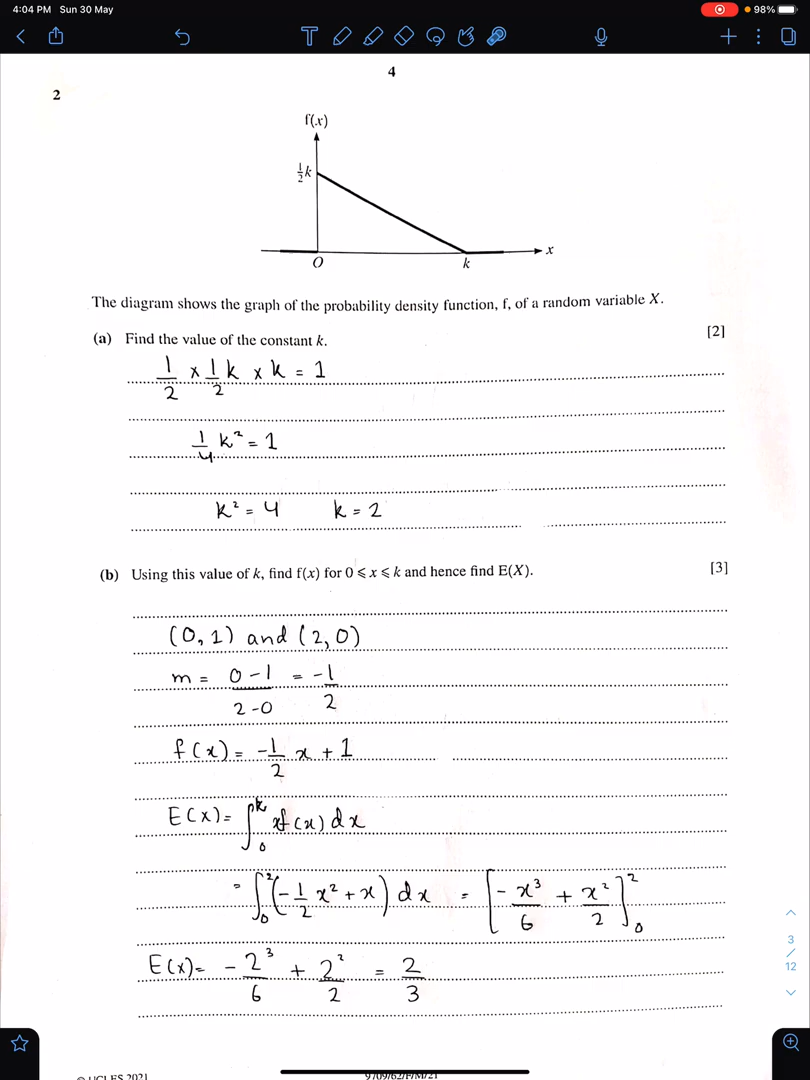 4:04 PM Sun 30 May
98%
4
2
f(x)
½k
O
k
x
The diagram shows the graph of the probability density function, f, of a random variable X.
(a) Find the value of the constant k. [2]
1/2 × 1/2 k × k = 1
1/4 k² = 1
k² = 4 k = 2
(b) Using this value of k, find f(x) for 0 ⩽ x ⩽ k and hence find E(X). [3]
(0, 1) and (2, 0)
m = (0 - 1)/(2 - 0) = -1/2
f(x) = -1/2 x + 1
E(x) = ∫₀ᵏ xf(x) dx
= ∫₀² (-1/2 x² + x) dx = [-x³/6 + x²/2]₀²
E(x) = -2³/6 + 2²/2 = 2/3
3
/
12
© UCLES 2021
9709/62/F/M/21